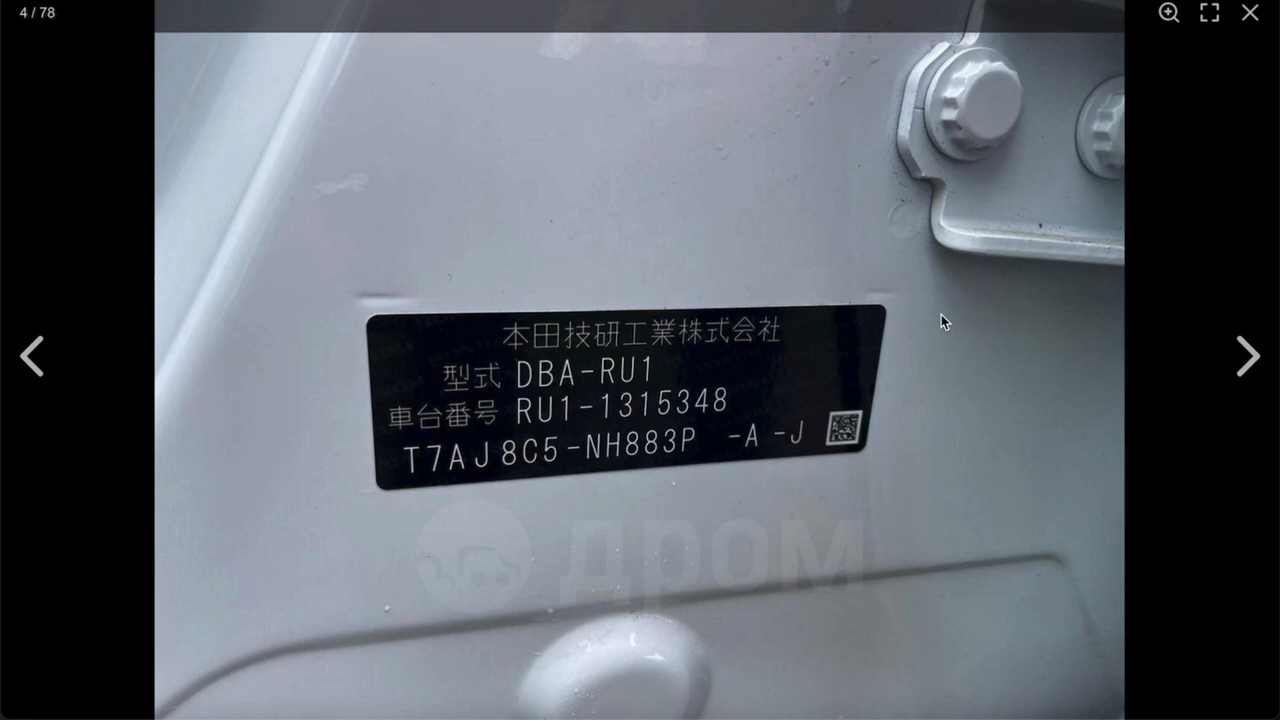 4 / 78
本田技研工業株式会社
型式 DBA-RU1
車台番号 RU1-1315348
T7AJ8C5-NH883P -A -J
дром